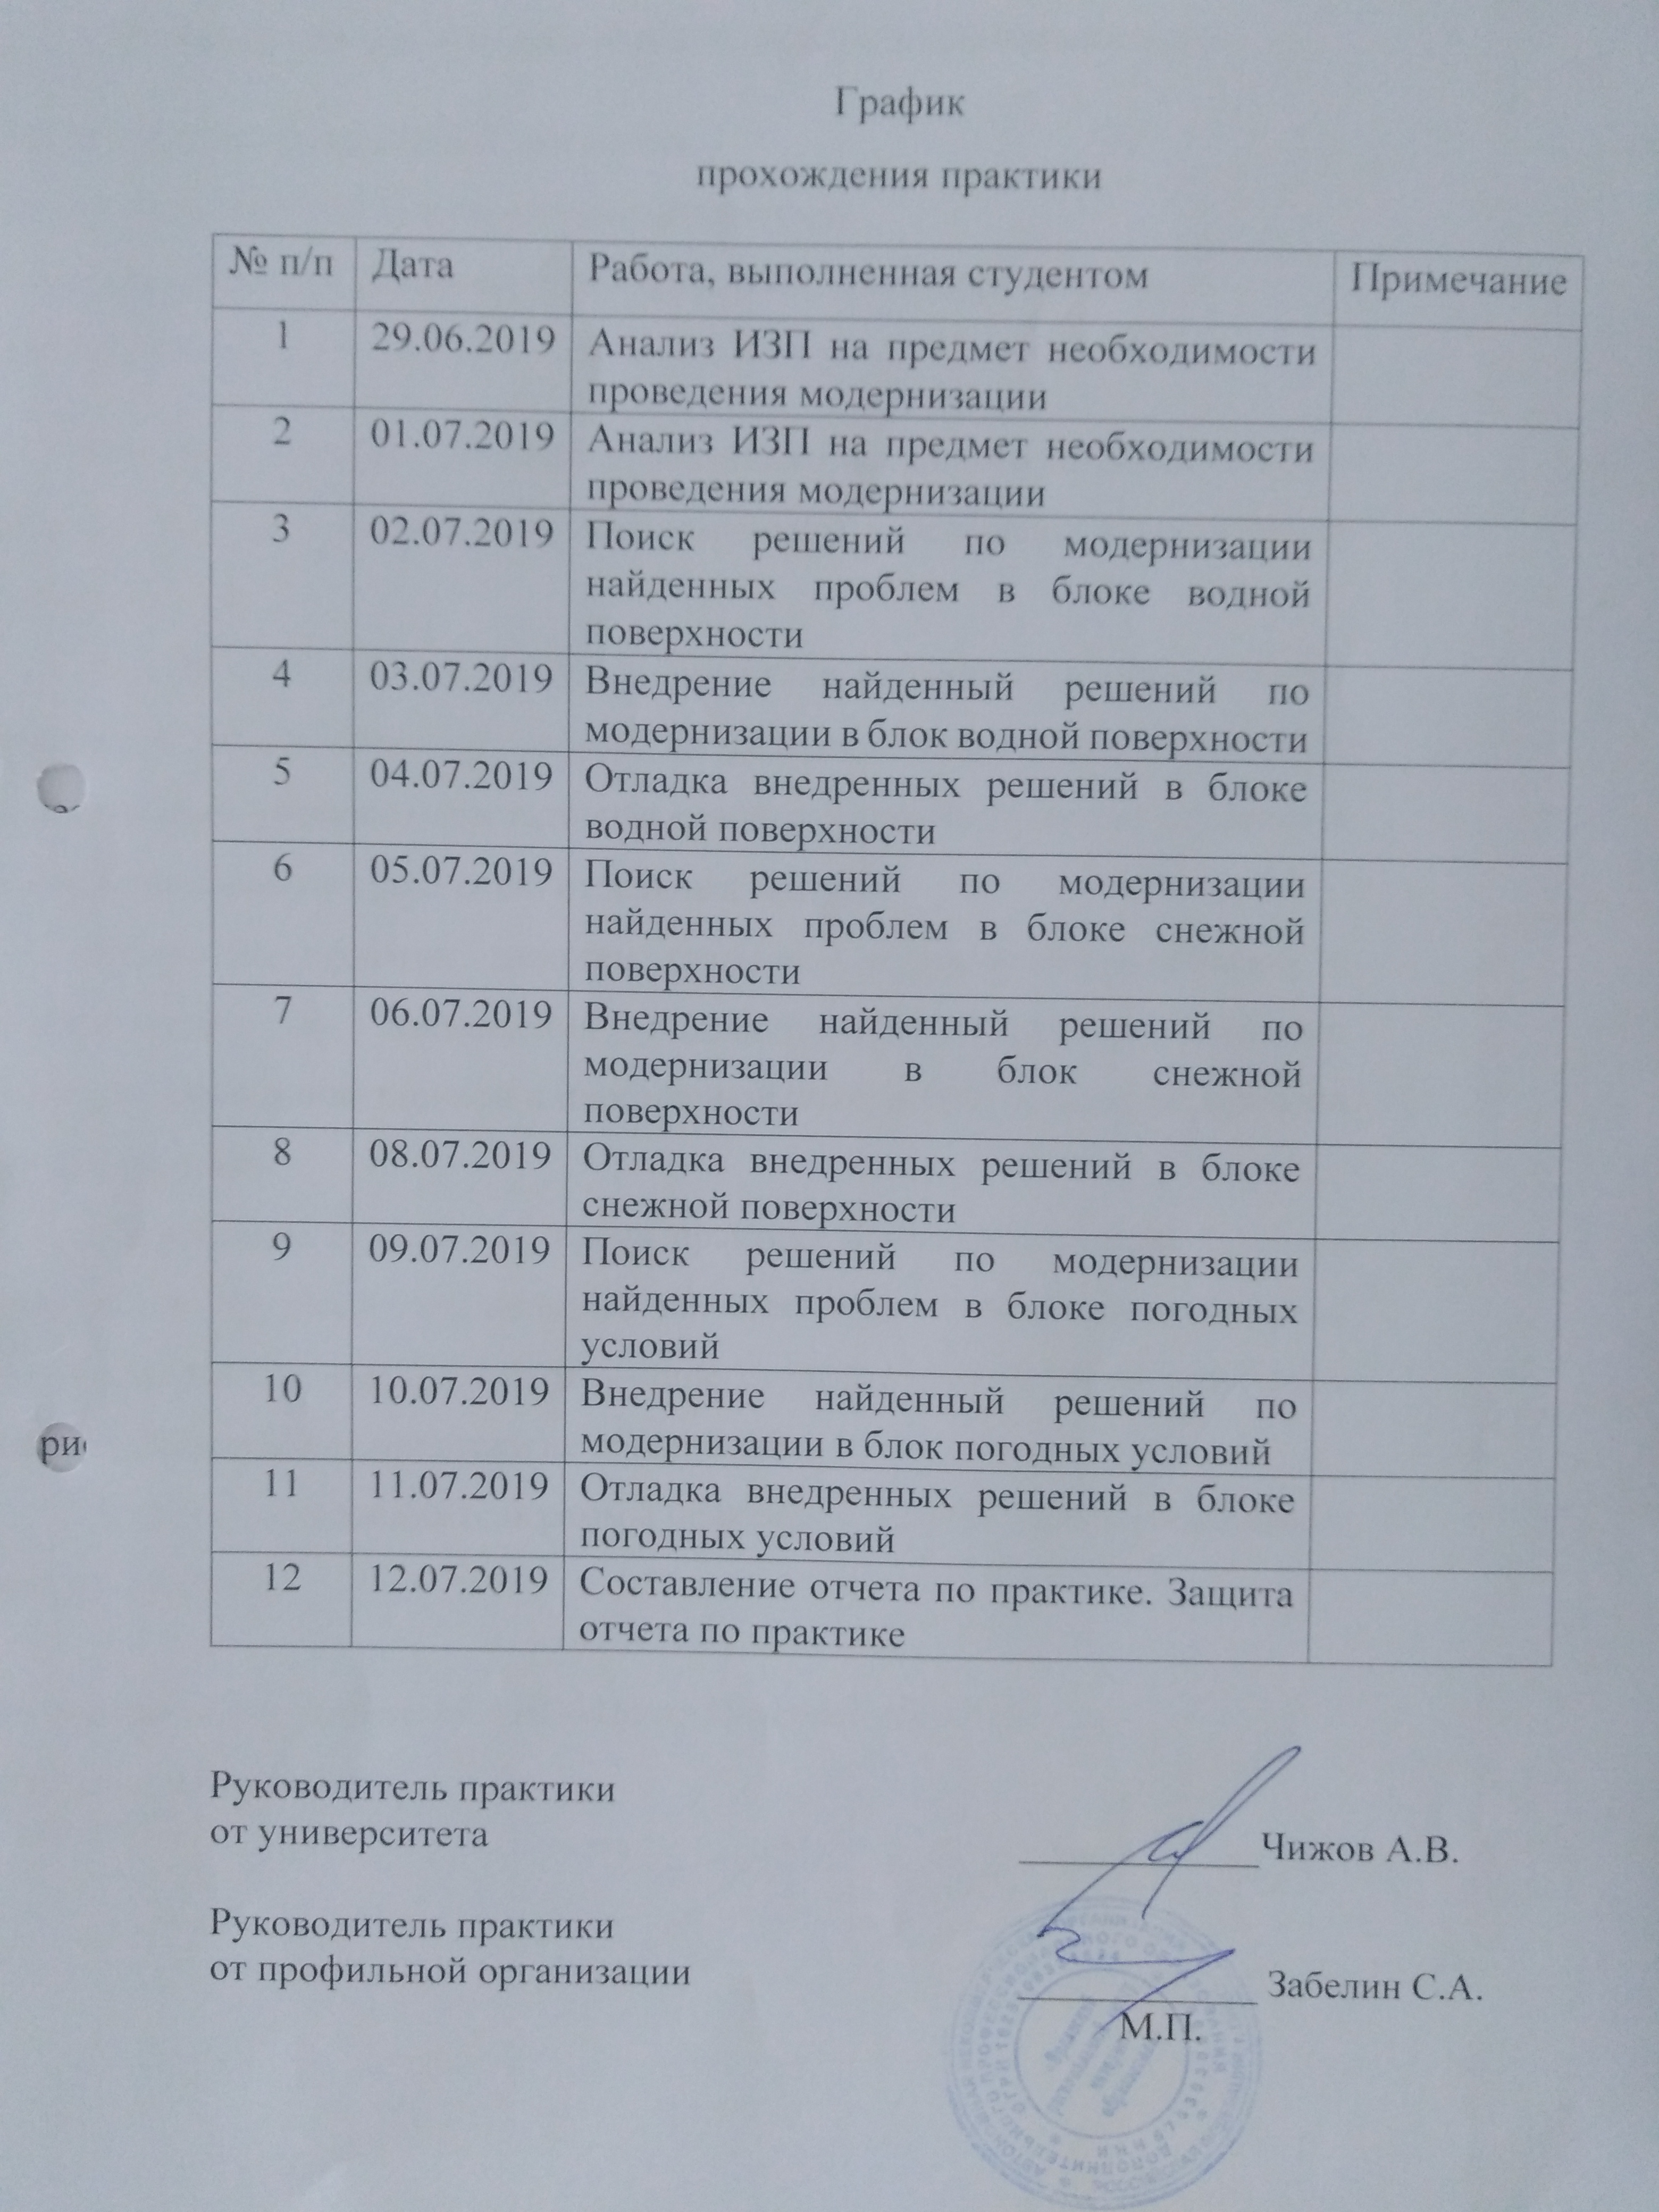 График
прохождения практики
№ п/п Дата Работа, выполненная студентом Примечание
1 29.06.2019 Анализ ИЗП на предмет необходимости
проведения модернизации
2 01.07.2019 Анализ ИЗП на предмет необходимости
проведения модернизации
3 02.07.2019 Поиск решений по модернизации
найденных проблем в блоке водной
поверхности
4 03.07.2019 Внедрение найденный решений по
модернизации в блок водной поверхности
5 04.07.2019 Отладка внедренных решений в блоке
водной поверхности
6 05.07.2019 Поиск решений по модернизации
найденных проблем в блоке снежной
поверхности
7 06.07.2019 Внедрение найденный решений по
модернизации в блок снежной
поверхности
8 08.07.2019 Отладка внедренных решений в блоке
снежной поверхности
9 09.07.2019 Поиск решений по модернизации
найденных проблем в блоке погодных
условий
10 10.07.2019 Внедрение найденный решений по
модернизации в блок погодных условий
11 11.07.2019 Отладка внедренных решений в блоке
погодных условий
12 12.07.2019 Составление отчета по практике. Защита
отчета по практике
ри
Руководитель практики
от университета
Чижов А.В.
Руководитель практики
от профильной организации
Забелин С.А.
М.П.